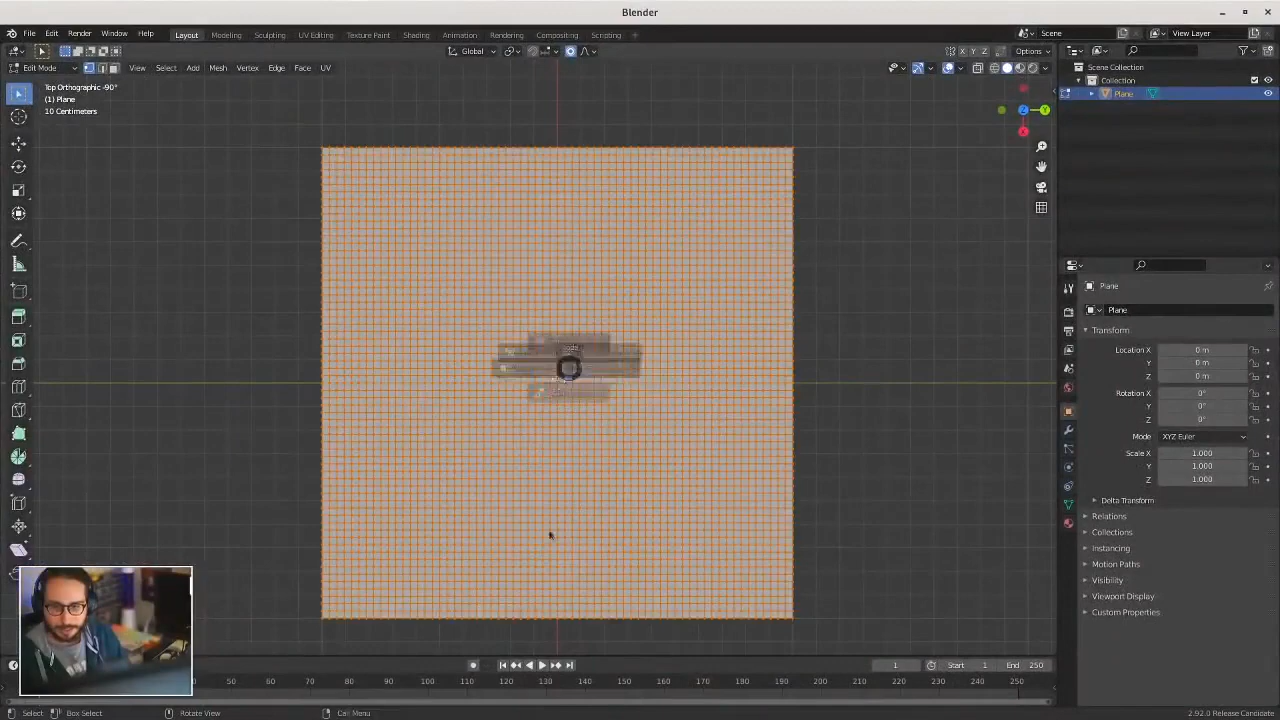 Blender
File Edit Render Window Help Layout Modeling Sculpting UV Editing Texture Paint Shading Animation Rendering Compositing Scripting + Scene View Layer
Global X Y Z Options
Edit Mode View Select Add Mesh Vertex Edge Face UV
Scene Collection
Collection
Plane
Top Orthographic -90°
(1) Plane
10 Centimeters
Z Y X
Plane
Plane
Transform
Location X 0 m
Y 0 m
Z 0 m
Rotation X 0°
Y 0°
Z 0°
Mode XYZ Euler
Scale X 1.000
Y 1.000
Z 1.000
Delta Transform
Relations
Collections
Instancing
Motion Paths
Visibility
Viewport Display
Custom Properties
1 Start 1 End 250
50 60 70 80 90 100 110 120 130 140 150 160 170 180 190 200 210 220 230 240 250
Select Box Select Rotate View Call Menu 2.92.0 Release Candidate